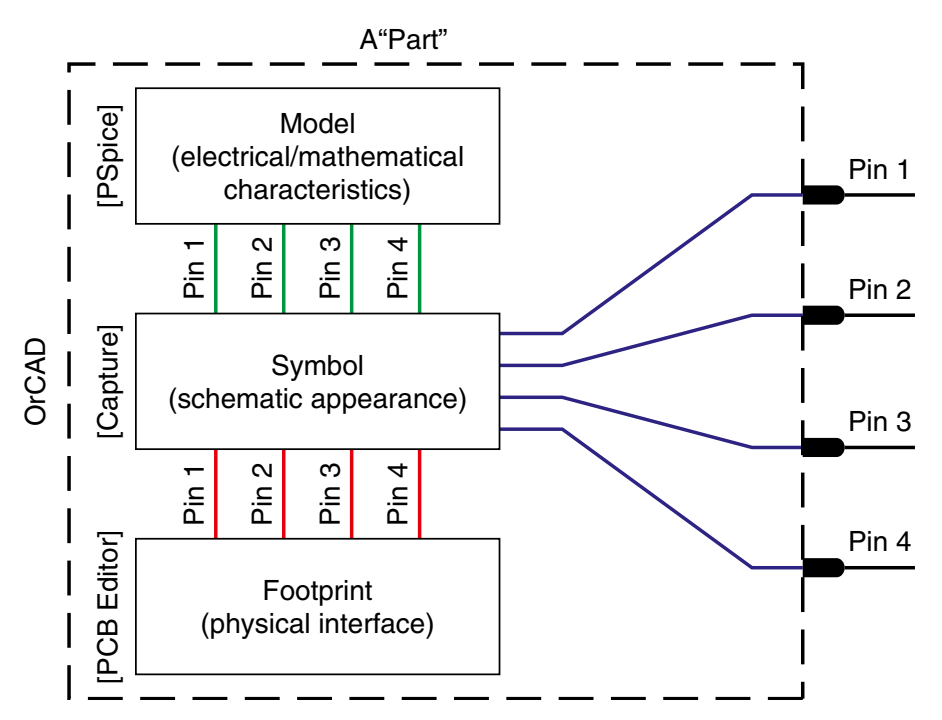 A“Part”
OrCAD
[PSpice]
Model
(electrical/mathematical
characteristics)
Pin 1
Pin 2
Pin 3
Pin 4
[Capture]
Symbol
(schematic appearance)
Pin 1
Pin 2
Pin 3
Pin 4
[PCB Editor]
Footprint
(physical interface)
Pin 1
Pin 2
Pin 3
Pin 4